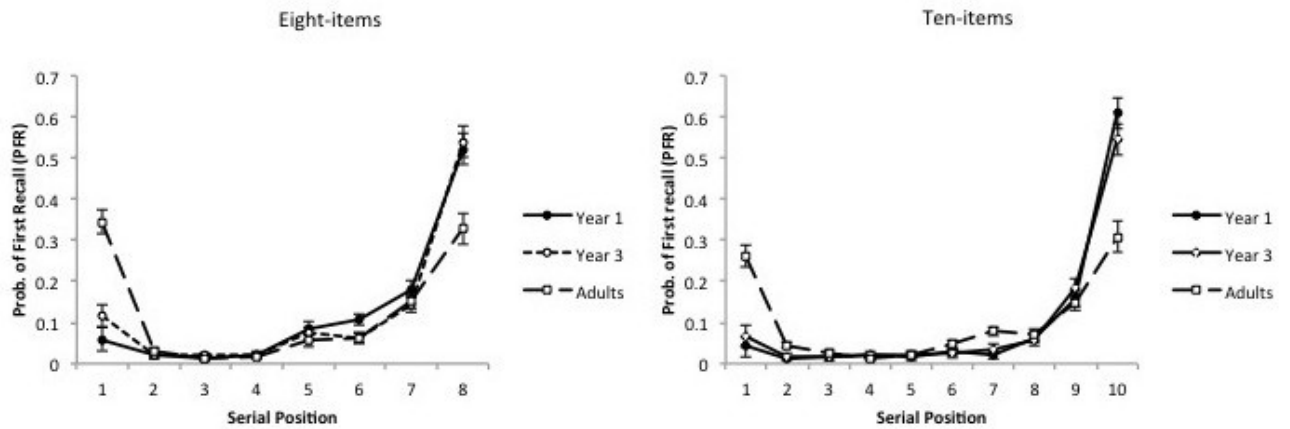 Eight-items
0.7
0.6
0.5
0.4
0.3
0.2
0.1
0
Prob. of First Recall (PFR)
1 2 3 4 5 6 7 8
Serial Position
Year 1
Year 3
Adults
Ten-items
0.7
0.6
0.5
0.4
0.3
0.2
0.1
0
Prob. of First recall (PFR)
1 2 3 4 5 6 7 8 9 10
Serial Position
Year 1
Year 3
Adults